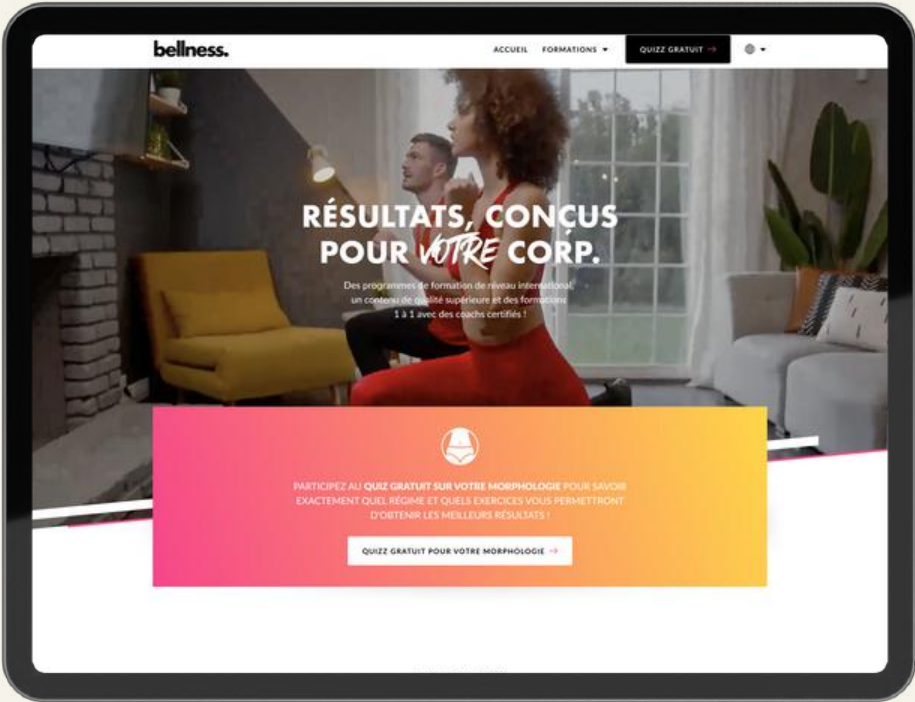 bellness.
ACCUEIL FORMATIONS QUIZZ GRATUIT →
RÉSULTATS, CONÇUS
POUR VOTRE CORP.
Des programmes de formation de niveau international,
un contenu de qualité supérieure et des formations
1 à 1 avec des coachs certifiés !
PARTICIPEZ AU QUIZ GRATUIT SUR VOTRE MORPHOLOGIE POUR SAVOIR
EXACTEMENT QUEL RÉGIME ET QUELS EXERCICES VOUS PERMETTRONT
D'OBTENIR LES MEILLEURS RÉSULTATS !
QUIZZ GRATUIT POUR VOTRE MORPHOLOGIE →